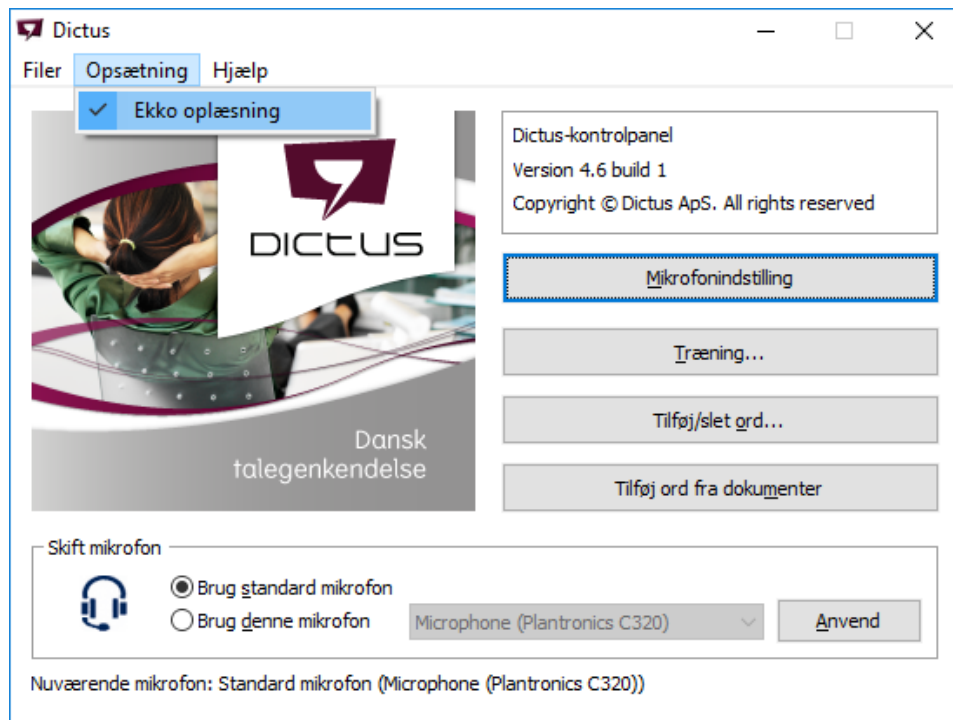 Dictus
Filer Opsætning Hjælp
Ekko oplæsning
DICTUS
Dansk
talegenkendelse
Dictus-kontrolpanel
Version 4.6 build 1
Copyright © Dictus ApS. All rights reserved
Mikrofonindstilling
Træning...
Tilføj/slet ord...
Tilføj ord fra dokumenter
Skift mikrofon
Brug standard mikrofon
Brug denne mikrofon Microphone (Plantronics C320) Anvend
Nuværende mikrofon: Standard mikrofon (Microphone (Plantronics C320))